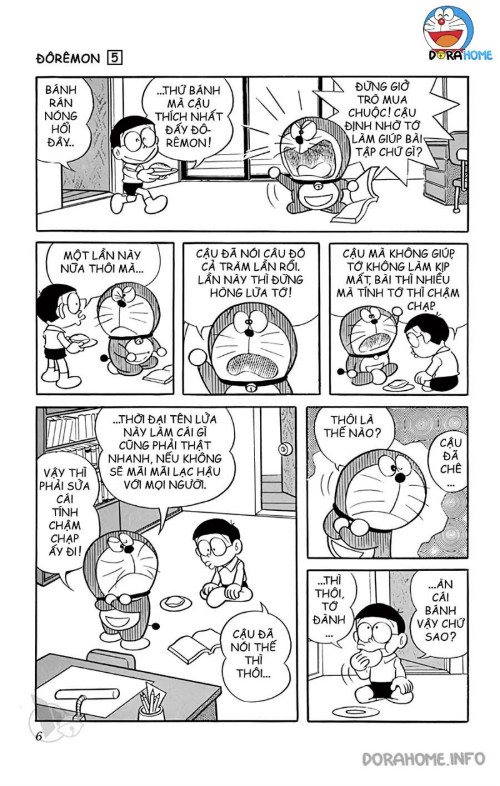 DORAHOME
ĐÔRÊMON 5
BÁNH
RÁN
NÓNG
HỔI
ĐÂY..
...THỨ BÁNH
MÀ CẬU
THÍCH NHẤT
ĐẤY ĐÔ-
RÊMON!
ĐỪNG GIỞ
TRÒ MUA
CHUỘC! CẬU
ĐỊNH NHỜ TỚ
LÀM GIÚP BÀI
TẬP CHỨ GÌ?
MỘT LẦN NÀY
NỮA THÔI MÀ...
CẬU ĐÃ NÓI CÂU ĐÓ
CẢ TRĂM LẦN RỒI.
LẦN NÀY THÌ ĐỪNG
HÒNG LỪA TỚ!
CẬU MÀ KHÔNG GIÚP
TỚ KHÔNG LÀM KỊP
MẤT, BÀI THÌ NHIỀU
MÀ TÍNH TỚ THÌ CHẬM
CHẠP
...THỜI ĐẠI TÊN LỬA
NÀY LÀM CÁI GÌ
CŨNG PHẢI THẬT
NHANH, NẾU KHÔNG
SẼ MÃI MÃI LẠC HẬU
VỚI MỌI NGƯỜI.
VẬY THÌ
PHẢI SỬA
CÁI
TÍNH
CHẬM
CHẠP
ẤY ĐI!
CẬU ĐÃ
NÓI THẾ
THÌ
THÔI...
THÔI LÀ
THẾ NÀO?
CẬU
ĐÃ
CHÊ
...
...THÌ
THÔI,
TỚ
ĐÀNH
...
...ĂN
CÁI
BÁNH
VẬY CHỨ
SAO?
6
DORAHOME.INFO